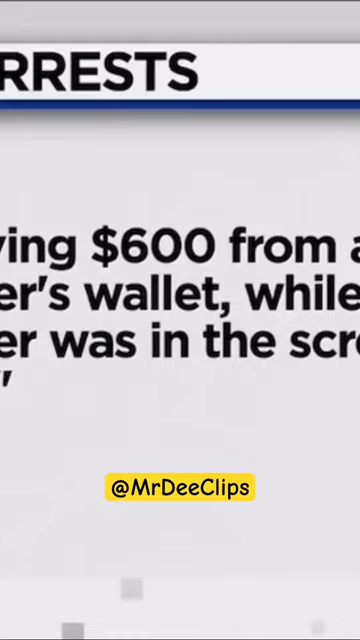 RRESTS
ving $600 from a
er's wallet, while
er was in the scre
"
@MrDeeClips